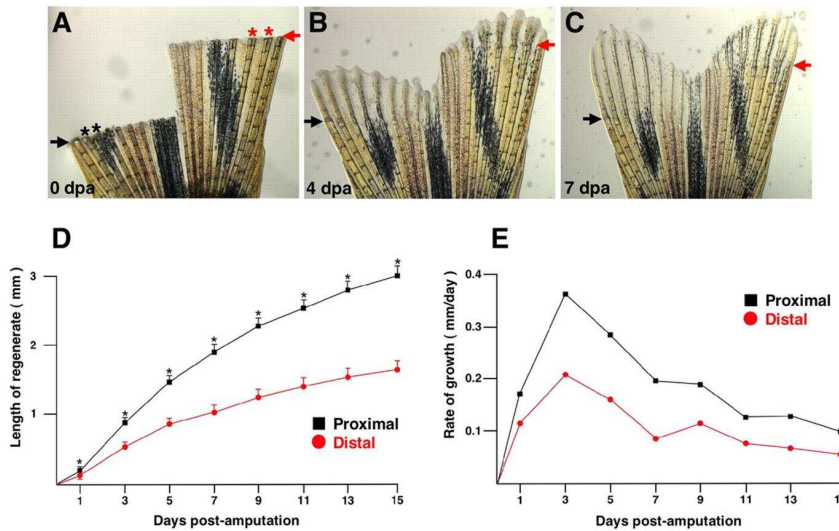 A
B
C
* *
* *
0 dpa
4 dpa
7 dpa
D
E
Length of regenerate ( mm )
3
2
1
* * * * * * * *
Proximal
Distal
1 3 5 7 9 11 13 15
Days post-amputation
Rate of growth ( mm/day )
0.4
0.3
0.2
0.1
Proximal
Distal
1 3 5 7 9 11 13
Days post-amputation